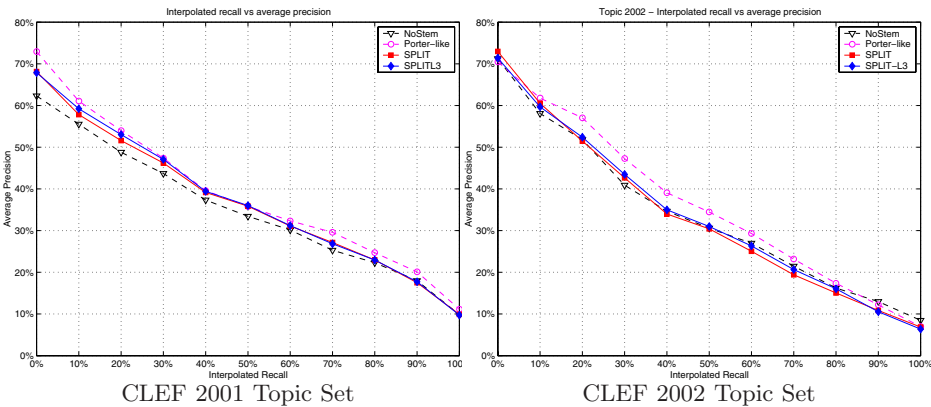 Interpolated recall vs average precision
80%
70%
60%
50%
40%
30%
20%
10%
0%
Average Precision
NoStem
Porter-like
SPLIT
SPLITL3
0% 10% 20% 30% 40% 50% 60% 70% 80% 90% 100%
Interpolated Recall
CLEF 2001 Topic Set
Topic 2002 - Interpolated recall vs average precision
80%
70%
60%
50%
40%
30%
20%
10%
0%
Average Precision
NoStem
Porter-like
SPLIT
SPLIT-L3
0% 10% 20% 30% 40% 50% 60% 70% 80% 90% 100%
Interpolated Recall
CLEF 2002 Topic Set